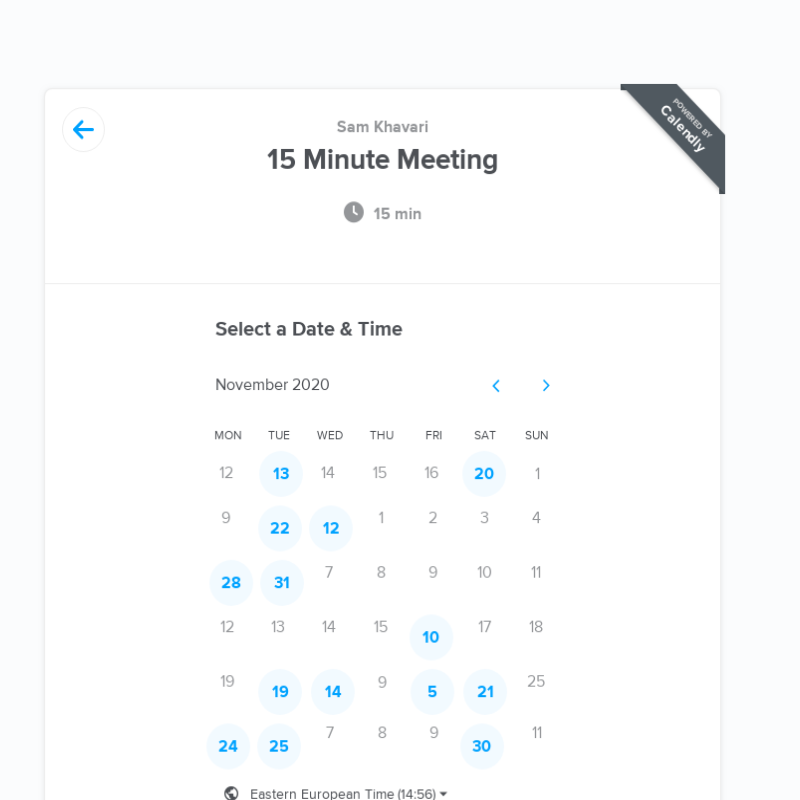 POWERED BY
Calendly
Sam Khavari
15 Minute Meeting
15 min
Select a Date & Time
November 2020
MON TUE WED THU FRI SAT SUN
12 13 14 15 16 20 1
9 22 12 1 2 3 4
28 31 7 8 9 10 11
12 13 14 15 10 17 18
19 19 14 9 5 21 25
24 25 7 8 9 30 11
Eastern European Time (14:56)